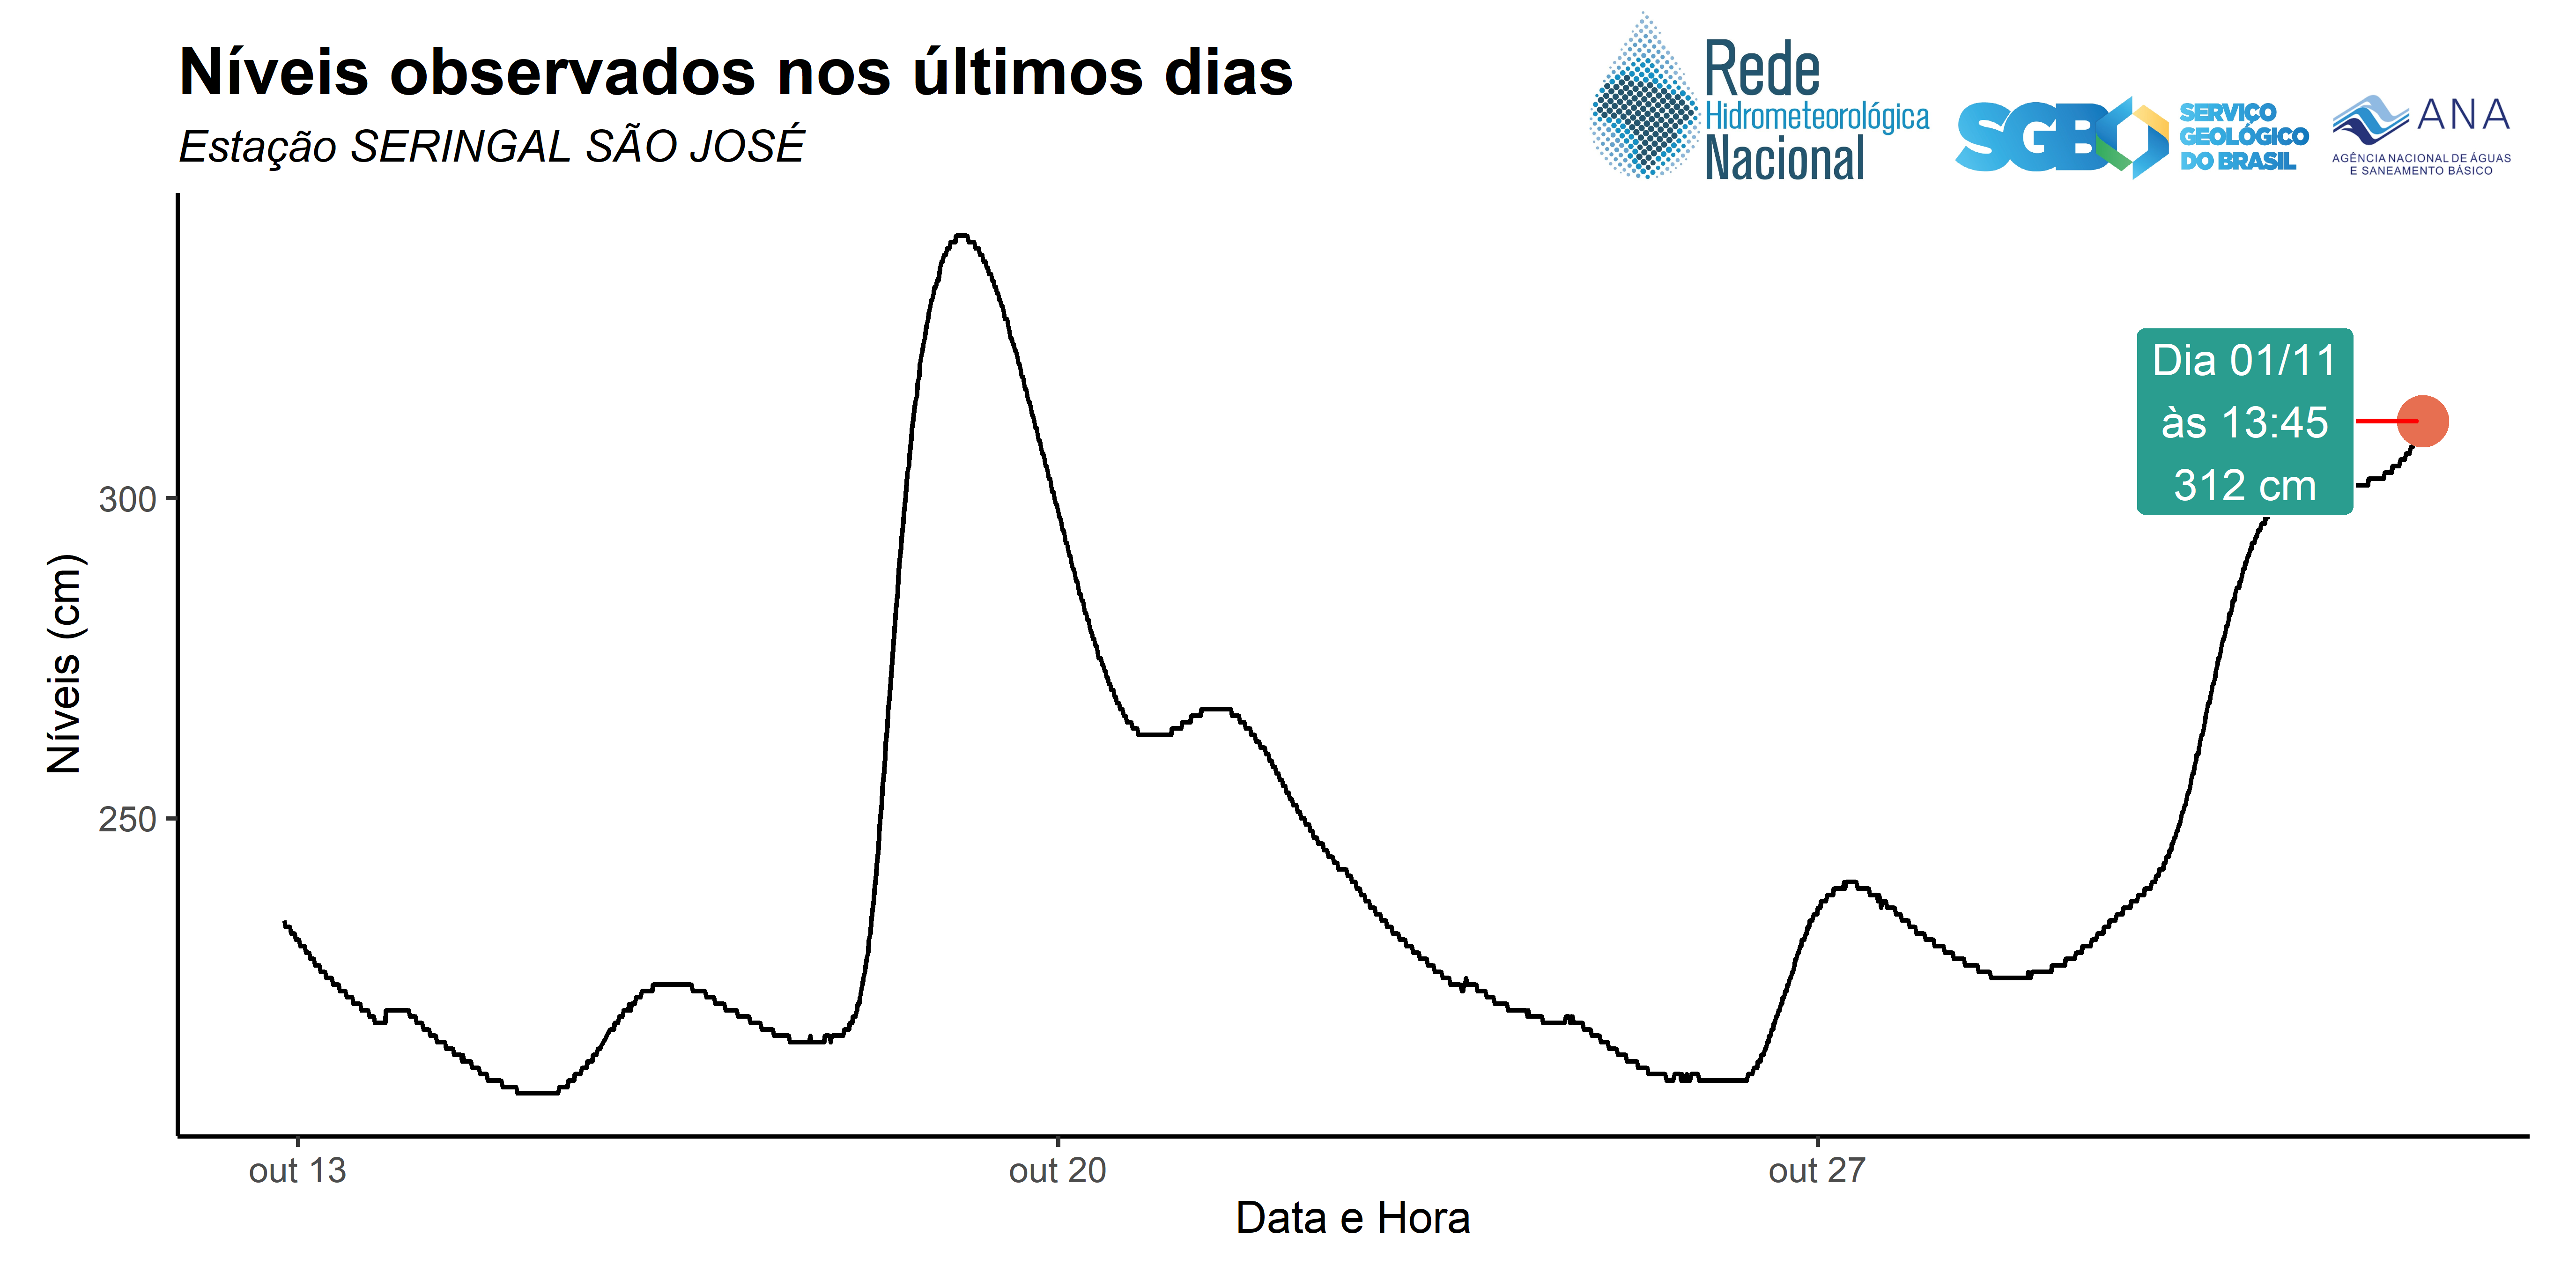 Níveis observados nos últimos dias
Estação SERINGAL SÃO JOSÉ
Rede
Hidrometeorológica
Nacional
SGB
SERVIÇO
GEOLÓGICO
DO BRASIL
ANA
AGÊNCIA NACIONAL DE ÁGUAS
E SANEAMENTO BÁSICO
Dia 01/11
às 13:45
312 cm
300
250
Níveis (cm)
out 13
out 20
out 27
Data e Hora